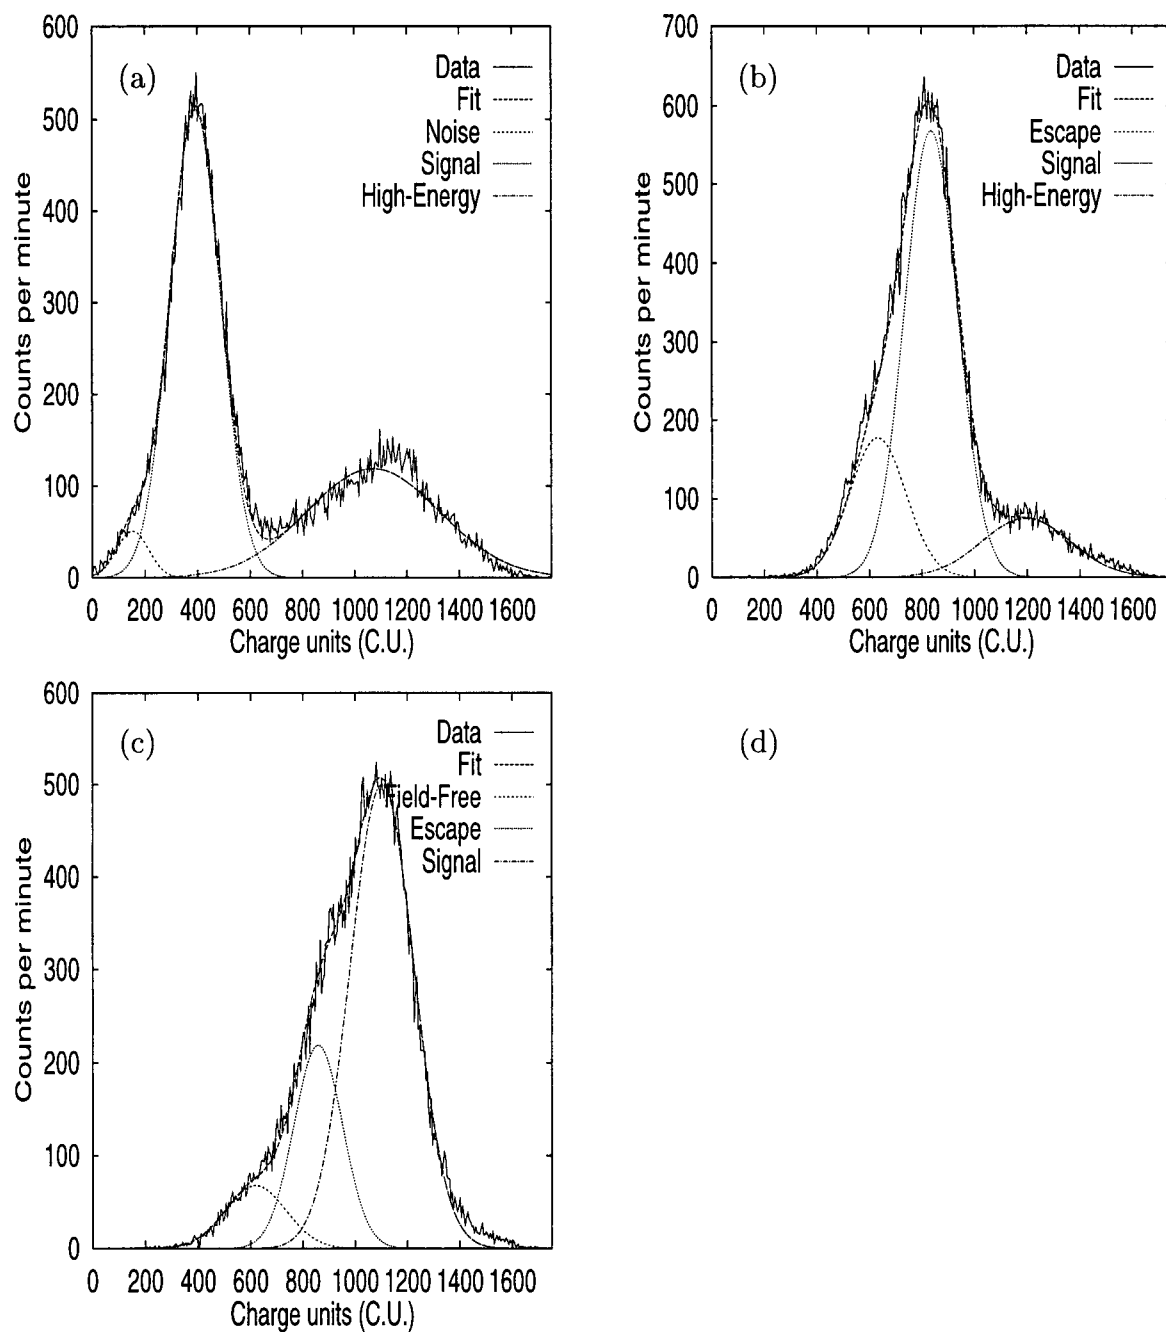 600
500
400
300
200
100
0
Counts per minute
(a)
Data
Fit
Noise
Signal
High-Energy
0 200 400 600 800 1000 1200 1400 1600
Charge units (C.U.)
700
600
500
400
300
200
100
0
Counts per minute
(b)
Data
Fit
Escape
Signal
High-Energy
0 200 400 600 800 1000 1200 1400 1600
Charge units (C.U.)
600
500
400
300
200
100
0
Counts per minute
(c)
Data
Fit
Field-Free
Escape
Signal
0 200 400 600 800 1000 1200 1400 1600
Charge units (C.U.)
(d)